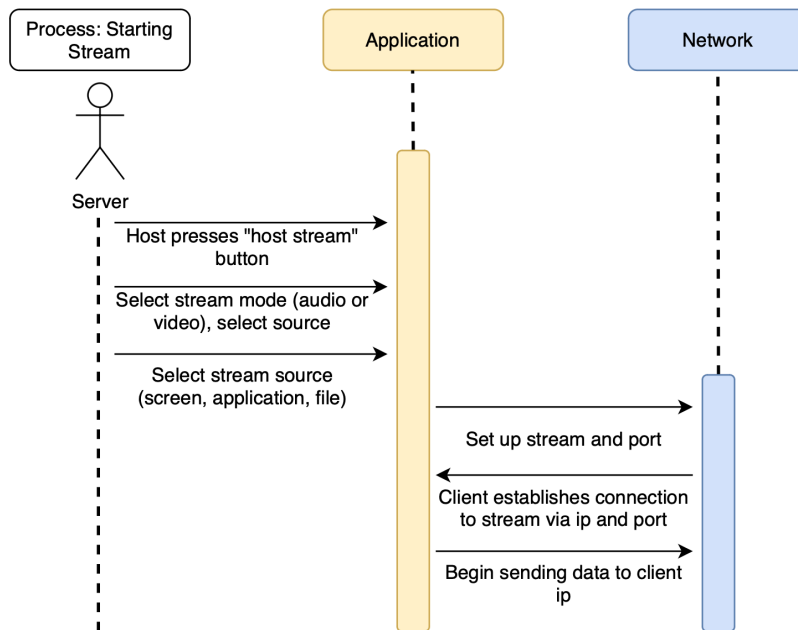 Process: Starting
Stream
Application
Network
Server
Host presses "host stream"
button
Select stream mode (audio or
video), select source
Select stream source
(screen, application, file)
Set up stream and port
Client establishes connection
to stream via ip and port
Begin sending data to client
ip